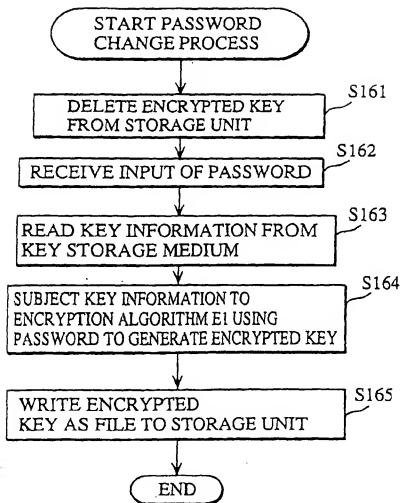 START PASSWORD
CHANGE PROCESS
S161
DELETE ENCRYPTED KEY
FROM STORAGE UNIT
S162
RECEIVE INPUT OF PASSWORD
S163
READ KEY INFORMATION FROM
KEY STORAGE MEDIUM
S164
SUBJECT KEY INFORMATION TO
ENCRYPTION ALGORITHM E1 USING
PASSWORD TO GENERATE ENCRYPTED KEY
S165
WRITE ENCRYPTED
KEY AS FILE TO STORAGE UNIT
END